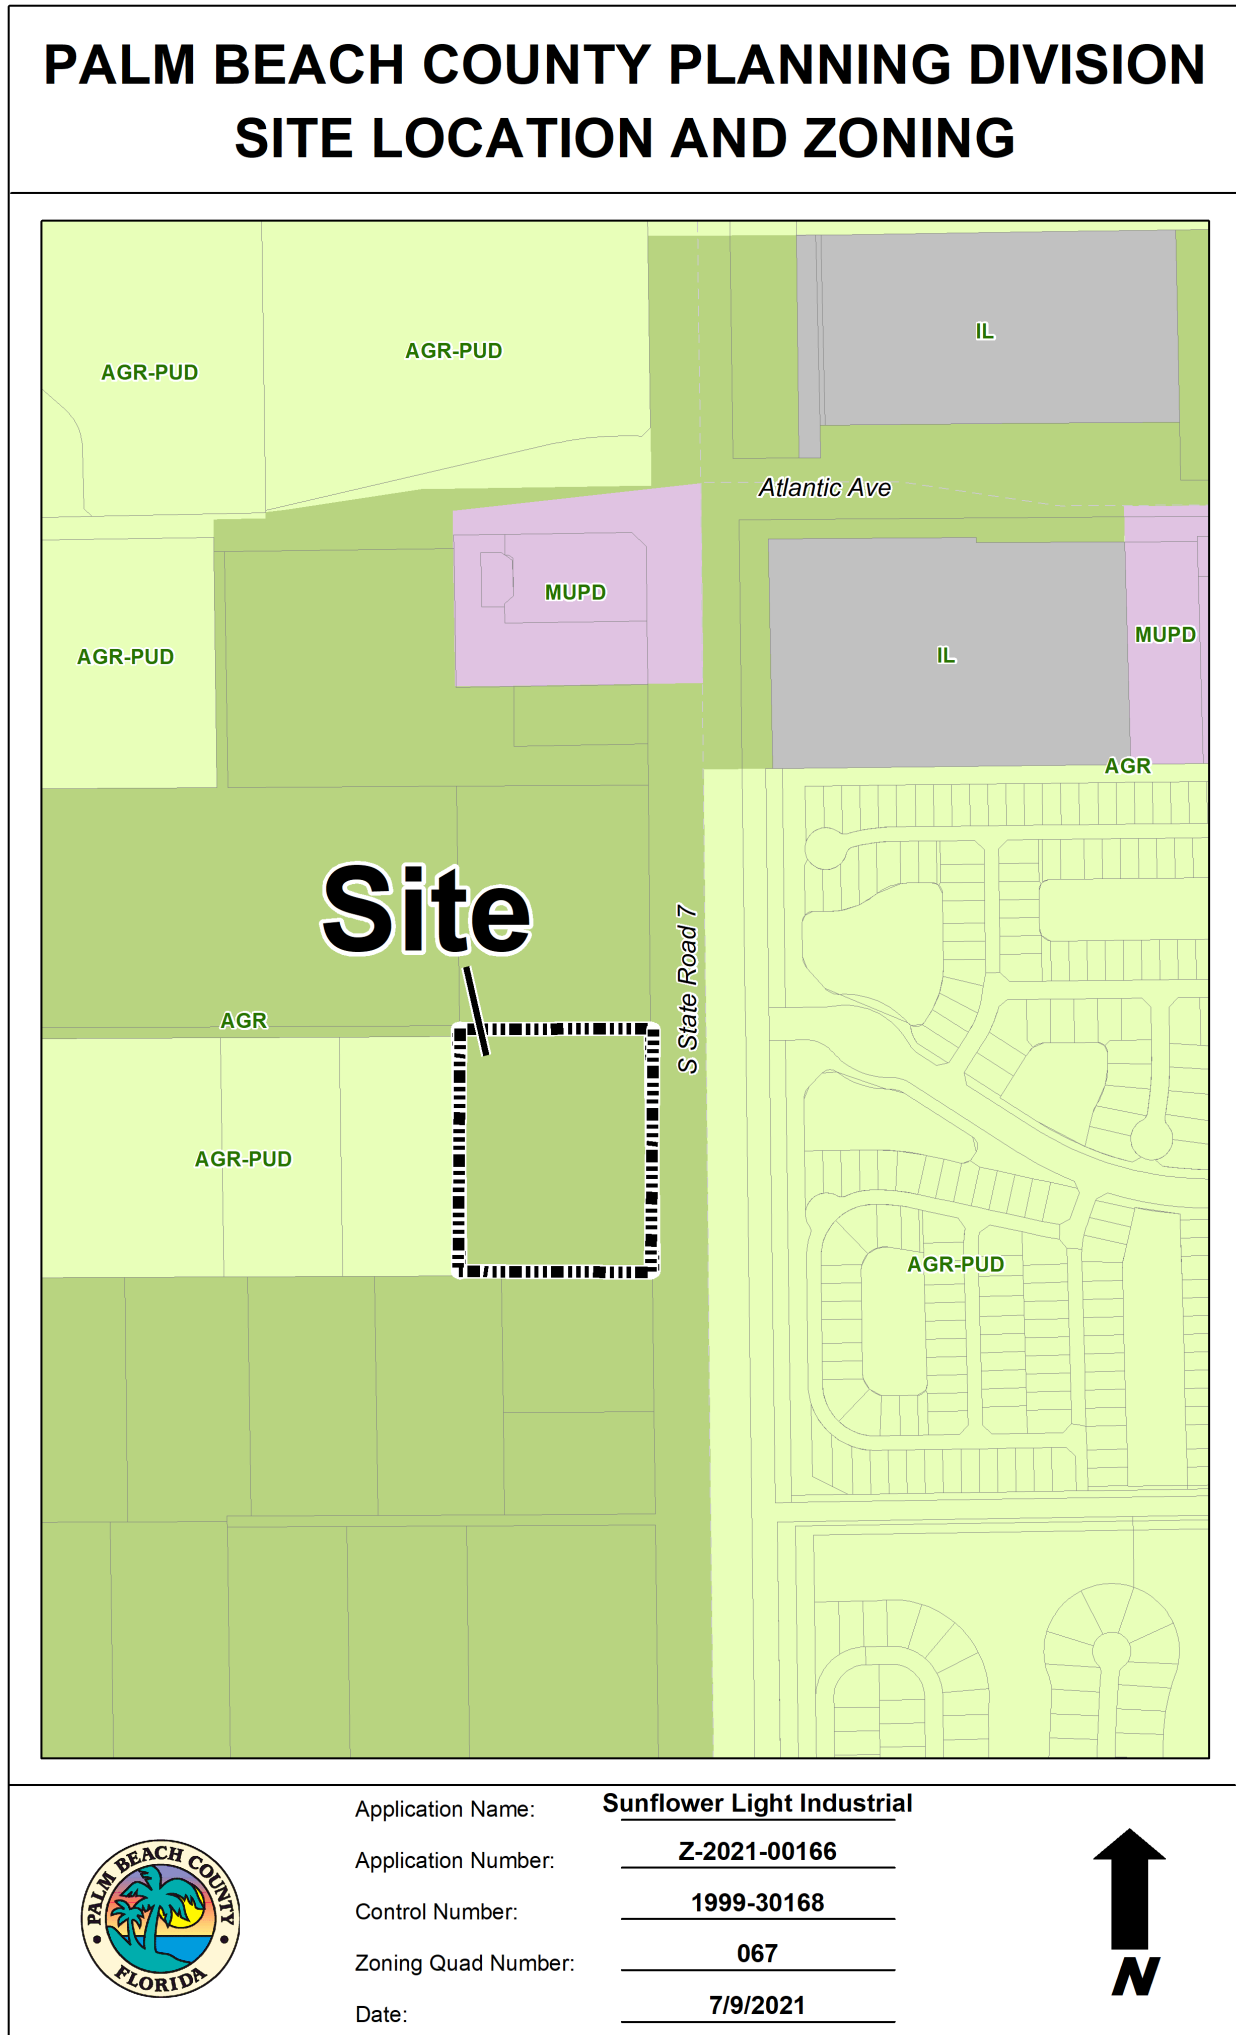 PALM BEACH COUNTY PLANNING DIVISION
SITE LOCATION AND ZONING
IL
AGR-PUD
AGR-PUD
Atlantic Ave
MUPD
MUPD
AGR-PUD
IL
AGR
Site
S State Road 7
AGR
AGR-PUD
AGR-PUD
Application Name: Sunflower Light Industrial
Application Number: Z-2021-00166
Control Number: 1999-30168
Zoning Quad Number: 067
Date: 7/9/2021
PALM BEACH COUNTY
FLORIDA
N